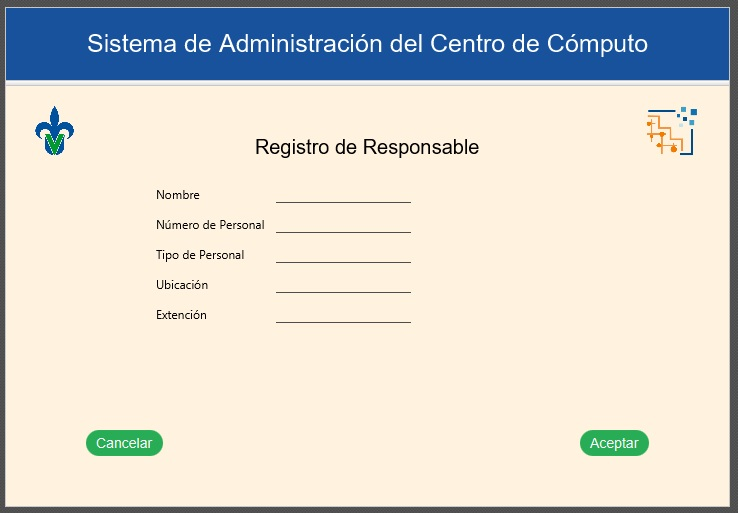 Sistema de Administración del Centro de Cómputo
Registro de Responsable
Nombre
Número de Personal
Tipo de Personal
Ubicación
Extención
Cancelar
Aceptar